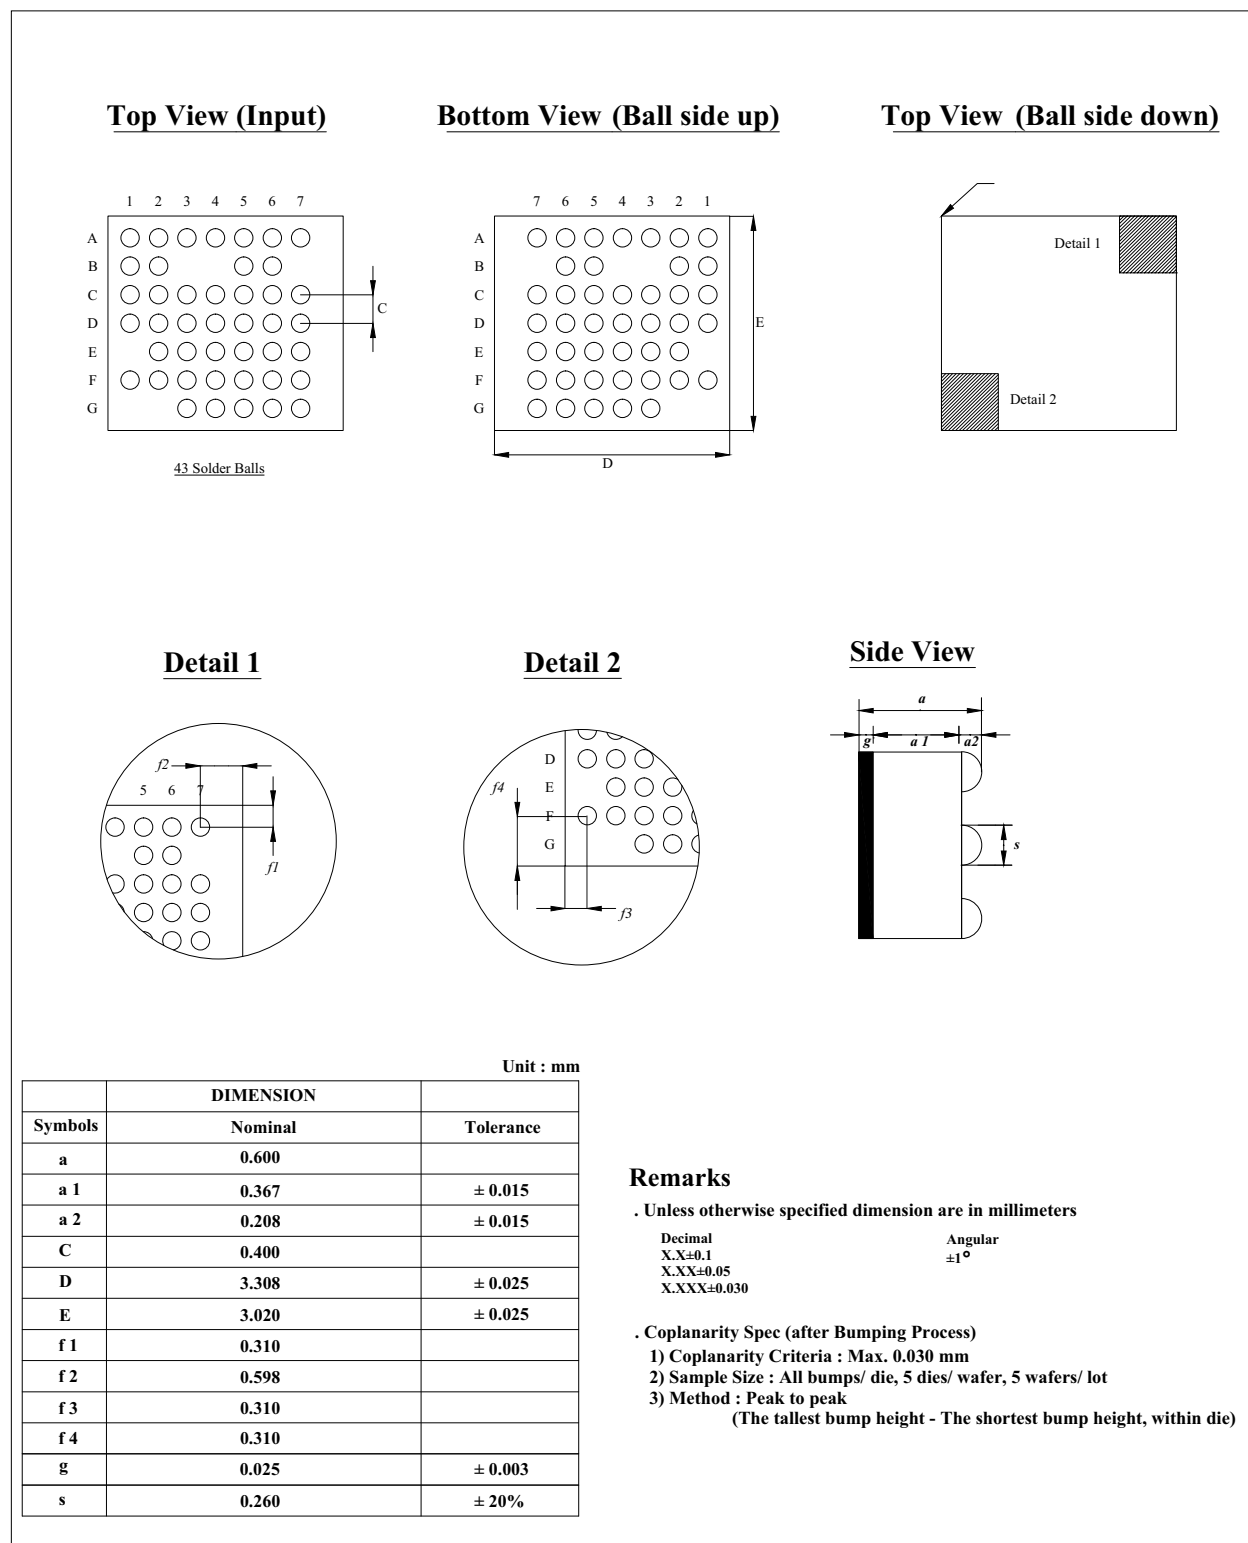 Top View (Input)
Bottom View (Ball side up)
Top View (Ball side down)
1 2 3 4 5 6 7
7 6 5 4 3 2 1
A
B
C
D
E
F
G
C
43 Solder Balls
A
B
C
D
E
F
G
E
D
Detail 1
Detail 2
Detail 1
Detail 2
Side View
f2
5 6 7
f1
D
E
F
G
f4
f3
a
g a 1 a2
s
Unit : mm
DIMENSION
Symbols Nominal Tolerance
a 0.600
a 1 0.367 ± 0.015
a 2 0.208 ± 0.015
C 0.400
D 3.308 ± 0.025
E 3.020 ± 0.025
f 1 0.310
f 2 0.598
f 3 0.310
f 4 0.310
g 0.025 ± 0.003
s 0.260 ± 20%
Remarks
. Unless otherwise specified dimension are in millimeters
Decimal Angular
X.X±0.1 ±1°
X.XX±0.05
X.XXX±0.030
. Coplanarity Spec (after Bumping Process)
1) Coplanarity Criteria : Max. 0.030 mm
2) Sample Size : All bumps/ die, 5 dies/ wafer, 5 wafers/ lot
3) Method : Peak to peak
(The tallest bump height - The shortest bump height, within die)